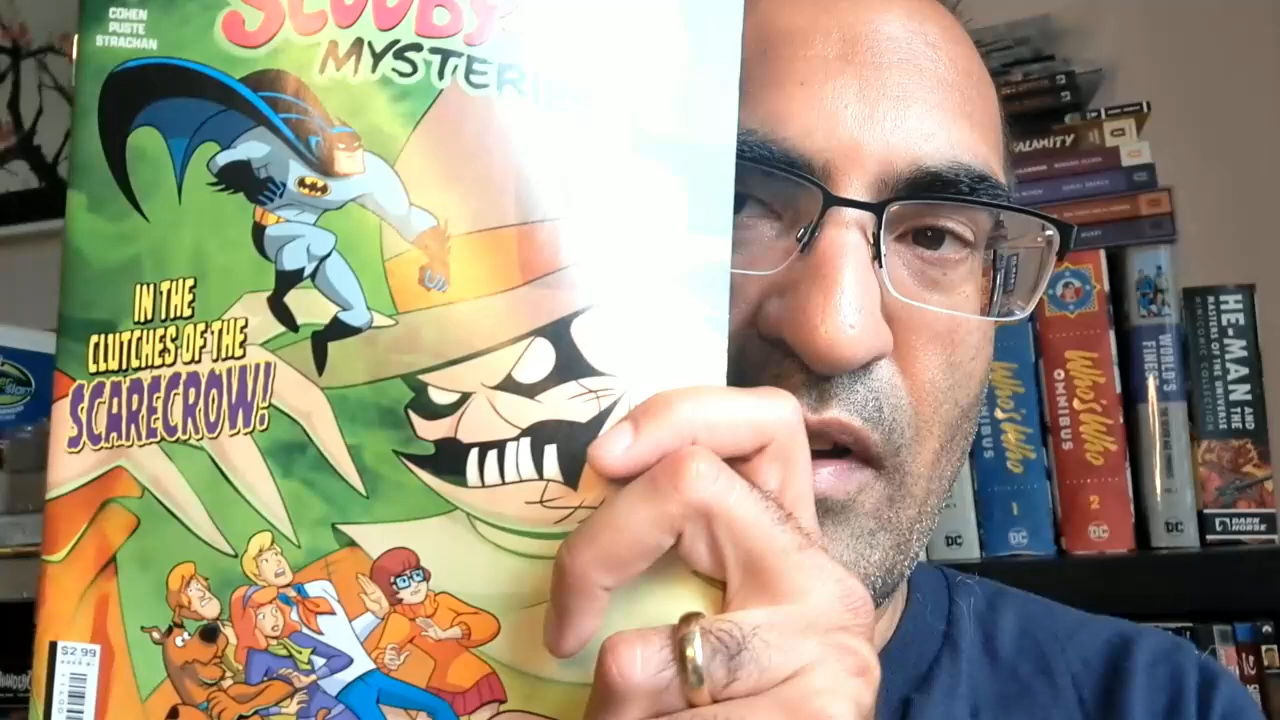 COHEN
PUSTE
STRACHAN
SCOOBY
MYSTERIE
IN THE
CLUTCHES OF THE
SCARECROW!
$2.99
CALAMITY
Who's Who
OMNIBUS
1
DC
Who's Who
OMNIBUS
2
DC
WORLD'S
FINEST
DC
HE-MAN AND THE
MASTERS OF THE UNIVERSE
MINICOMIC COLLECTION
DARK
HORSE
DC